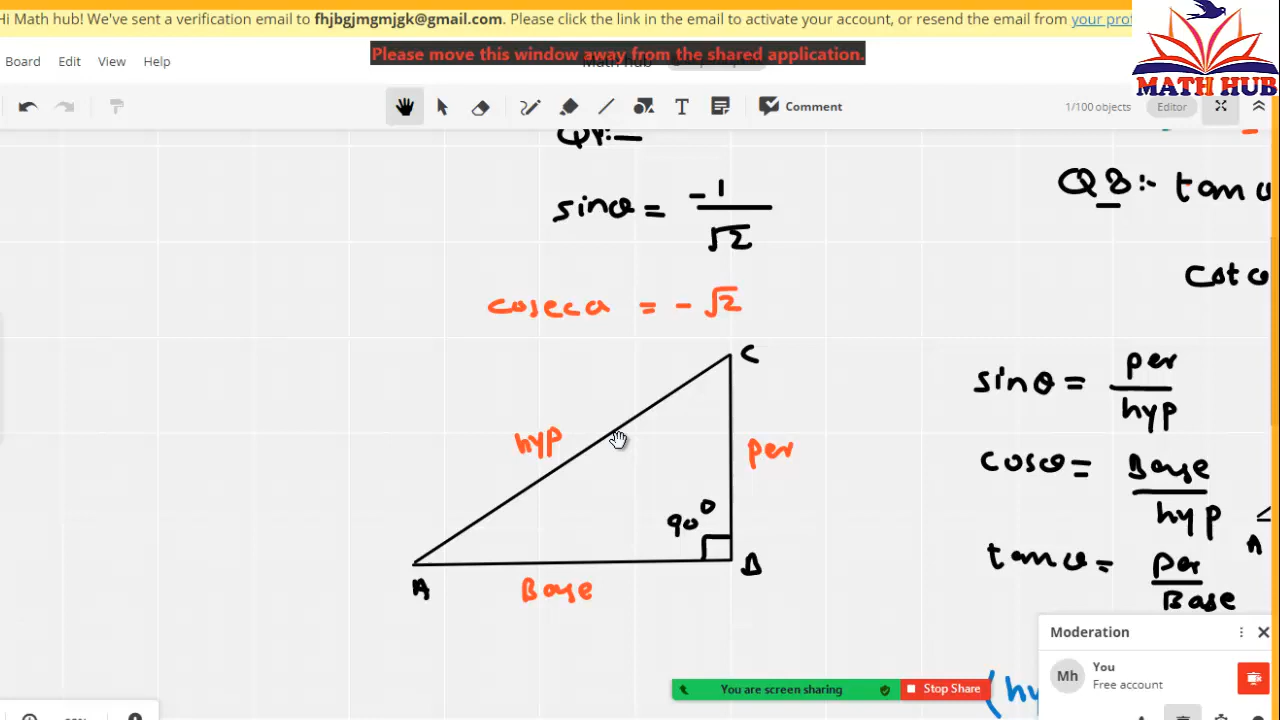 Hi Math hub! We've sent a verification email to fhjbgjmgmjgk@gmail.com. Please click the link in the email to activate your account, or resend the email from your prof
Please move this window away from the shared application.
MATH HUB
Board Edit View Help
Comment
1/100 objects
Editor
sinθ = -1/√2
Q8:- tan
cosecθ = -√2
Cot
C
hyp
per
90°
A
Base
B
sinθ = per/hyp
cosθ = Base/hyp
A
tanθ = per/Base
Moderation
Mh
You
Free account
You are screen sharing
Stop Share
(hy